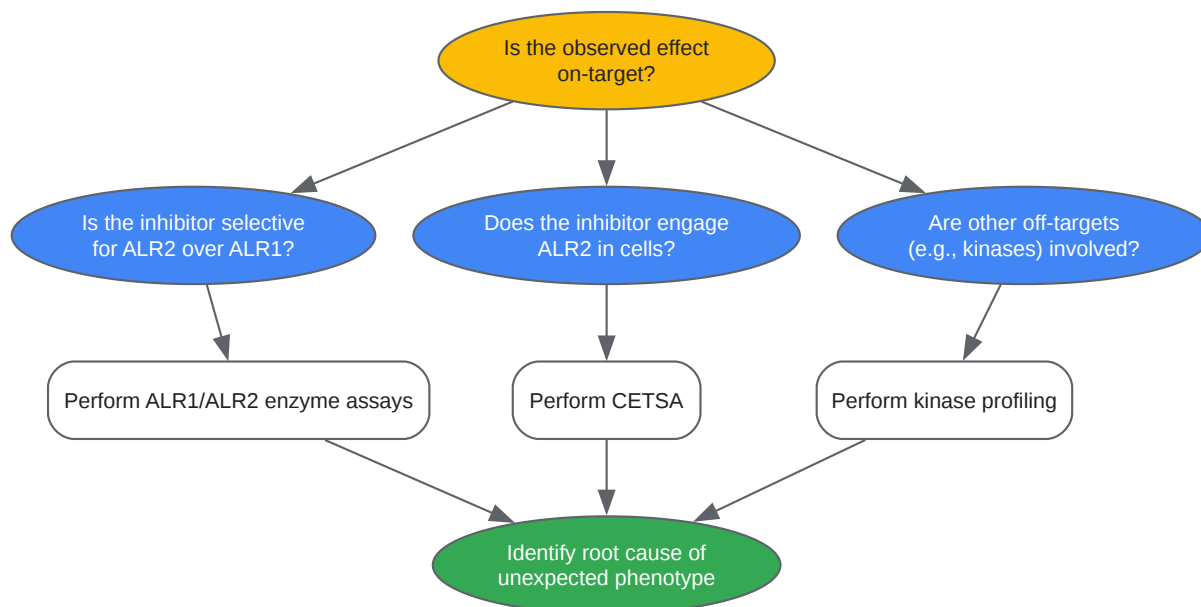 Is the observed effect
on-target?
Is the inhibitor selective
for ALR2 over ALR1?
Does the inhibitor engage
ALR2 in cells?
Are other off-targets
(e.g., kinases) involved?
Perform ALR1/ALR2 enzyme assays
Perform CETSA
Perform kinase profiling
Identify root cause of
unexpected phenotype